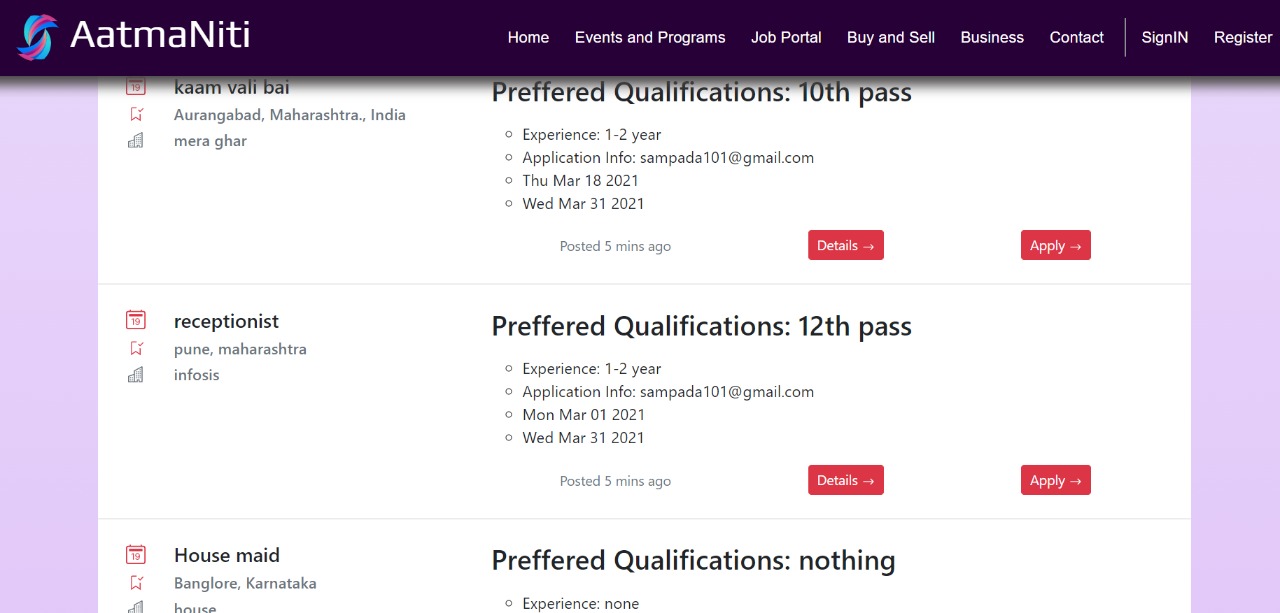 AatmaNiti
Home Events and Programs Job Portal Buy and Sell Business Contact SignIN Register
19 kaam vali bai
Aurangabad, Maharashtra., India
mera ghar
Preffered Qualifications: 10th pass
Experience: 1-2 year
Application Info: sampada101@gmail.com
Thu Mar 18 2021
Wed Mar 31 2021
Posted 5 mins ago Details → Apply →
19 receptionist
pune, maharashtra
infosis
Preffered Qualifications: 12th pass
Experience: 1-2 year
Application Info: sampada101@gmail.com
Mon Mar 01 2021
Wed Mar 31 2021
Posted 5 mins ago Details → Apply →
19 House maid
Banglore, Karnataka
house
Preffered Qualifications: nothing
Experience: none